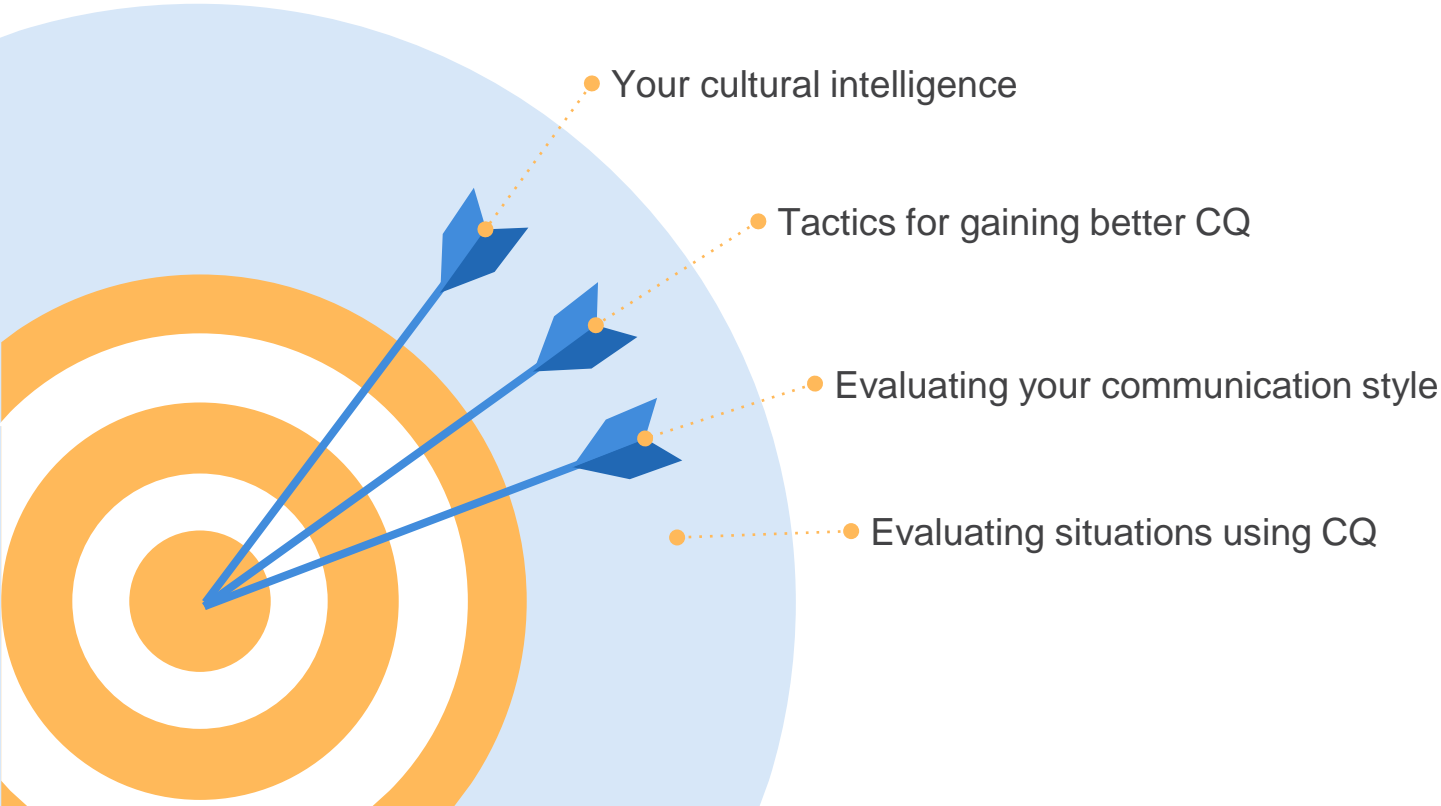 Your cultural intelligence
Tactics for gaining better CQ
Evaluating your communication style
Evaluating situations using CQ